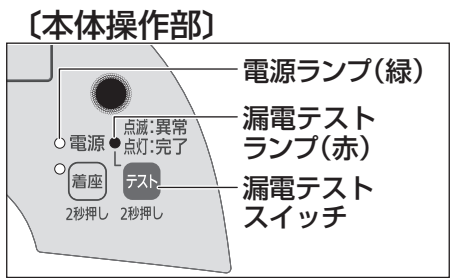 〔本体操作部〕
電源ランプ(緑)
点滅:異常
電源 点灯:完了
漏電テスト
ランプ(赤)
着座 テスト
2秒押し 2秒押し
漏電テスト
スイッチ